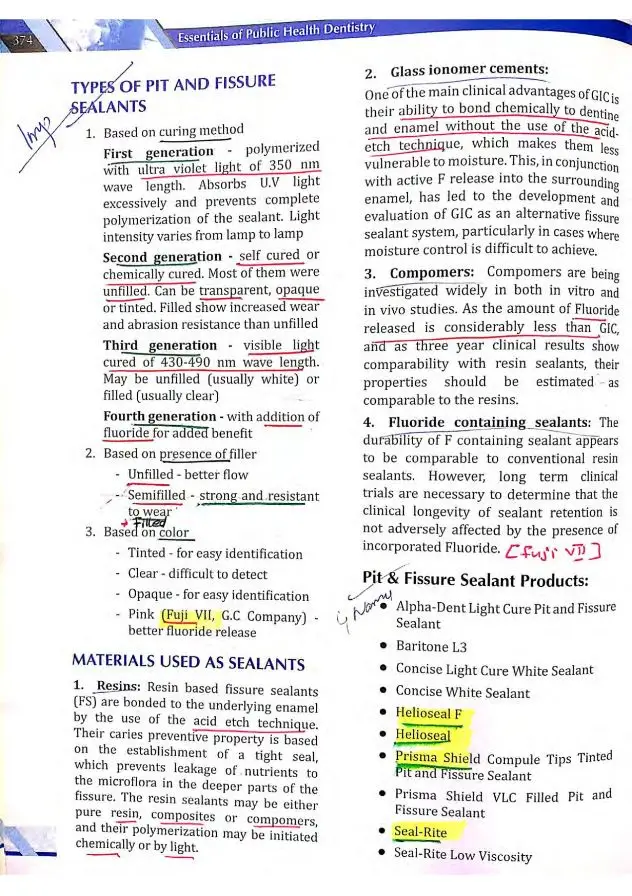 374
Essentials of Public Health Dentistry
TYPES OF PIT AND FISSURE
SEALANTS
Imp
1. Based on curing method
First generation - polymerized
with ultra violet light of 350 nm
wave length. Absorbs U.V light
excessively and prevents complete
polymerization of the sealant. Light
intensity varies from lamp to lamp
Second generation - self cured or
chemically cured. Most of them were
unfilled. Can be transparent, opaque
or tinted. Filled show increased wear
and abrasion resistance than unfilled
Third generation - visible light
cured of 430-490 nm wave length.
May be unfilled (usually white) or
filled (usually clear)
Fourth generation - with addition of
fluoride for added benefit
2. Based on presence of filler
- Unfilled - better flow
- Semifilled - strong and resistant
to wear
→ Filled
3. Based on color
- Tinted - for easy identification
- Clear - difficult to detect
- Opaque - for easy identification
- Pink (Fuji VII, G.C Company) -
better fluoride release
MATERIALS USED AS SEALANTS
1. Resins: Resin based fissure sealants
(FS) are bonded to the underlying enamel
by the use of the acid etch technique.
Their caries preventive property is based
on the establishment of a tight seal,
which prevents leakage of nutrients to
the microflora in the deeper parts of the
fissure. The resin sealants may be either
pure resin, composites or compomers,
and their polymerization may be initiated
chemically or by light.
2. Glass ionomer cements:
One of the main clinical advantages of GIC is
their ability to bond chemically to dentine
and enamel without the use of the acid-
etch technique, which makes them less
vulnerable to moisture. This, in conjunction
with active F release into the surrounding
enamel, has led to the development and
evaluation of GIC as an alternative fissure
sealant system, particularly in cases where
moisture control is difficult to achieve.
3. Compomers: Compomers are being
investigated widely in both in vitro and
in vivo studies. As the amount of Fluoride
released is considerably less than GIC,
and as three year clinical results show
comparability with resin sealants, their
properties should be estimated as
comparable to the resins.
4. Fluoride containing sealants: The
durability of F containing sealant appears
to be comparable to conventional resin
sealants. However, long term clinical
trials are necessary to determine that the
clinical longevity of sealant retention is
not adversely affected by the presence of
incorporated Fluoride. [Fuji VII]
Pit & Fissure Sealant Products:
• Alpha-Dent Light Cure Pit and Fissure
Sealant
• Baritone L3
• Concise Light Cure White Sealant
• Concise White Sealant
• Helioseal F
• Helioseal
• Prisma Shield Compule Tips Tinted
Pit and Fissure Sealant
• Prisma Shield VLC Filled Pit and
Fissure Sealant
• Seal-Rite
• Seal-Rite Low Viscosity